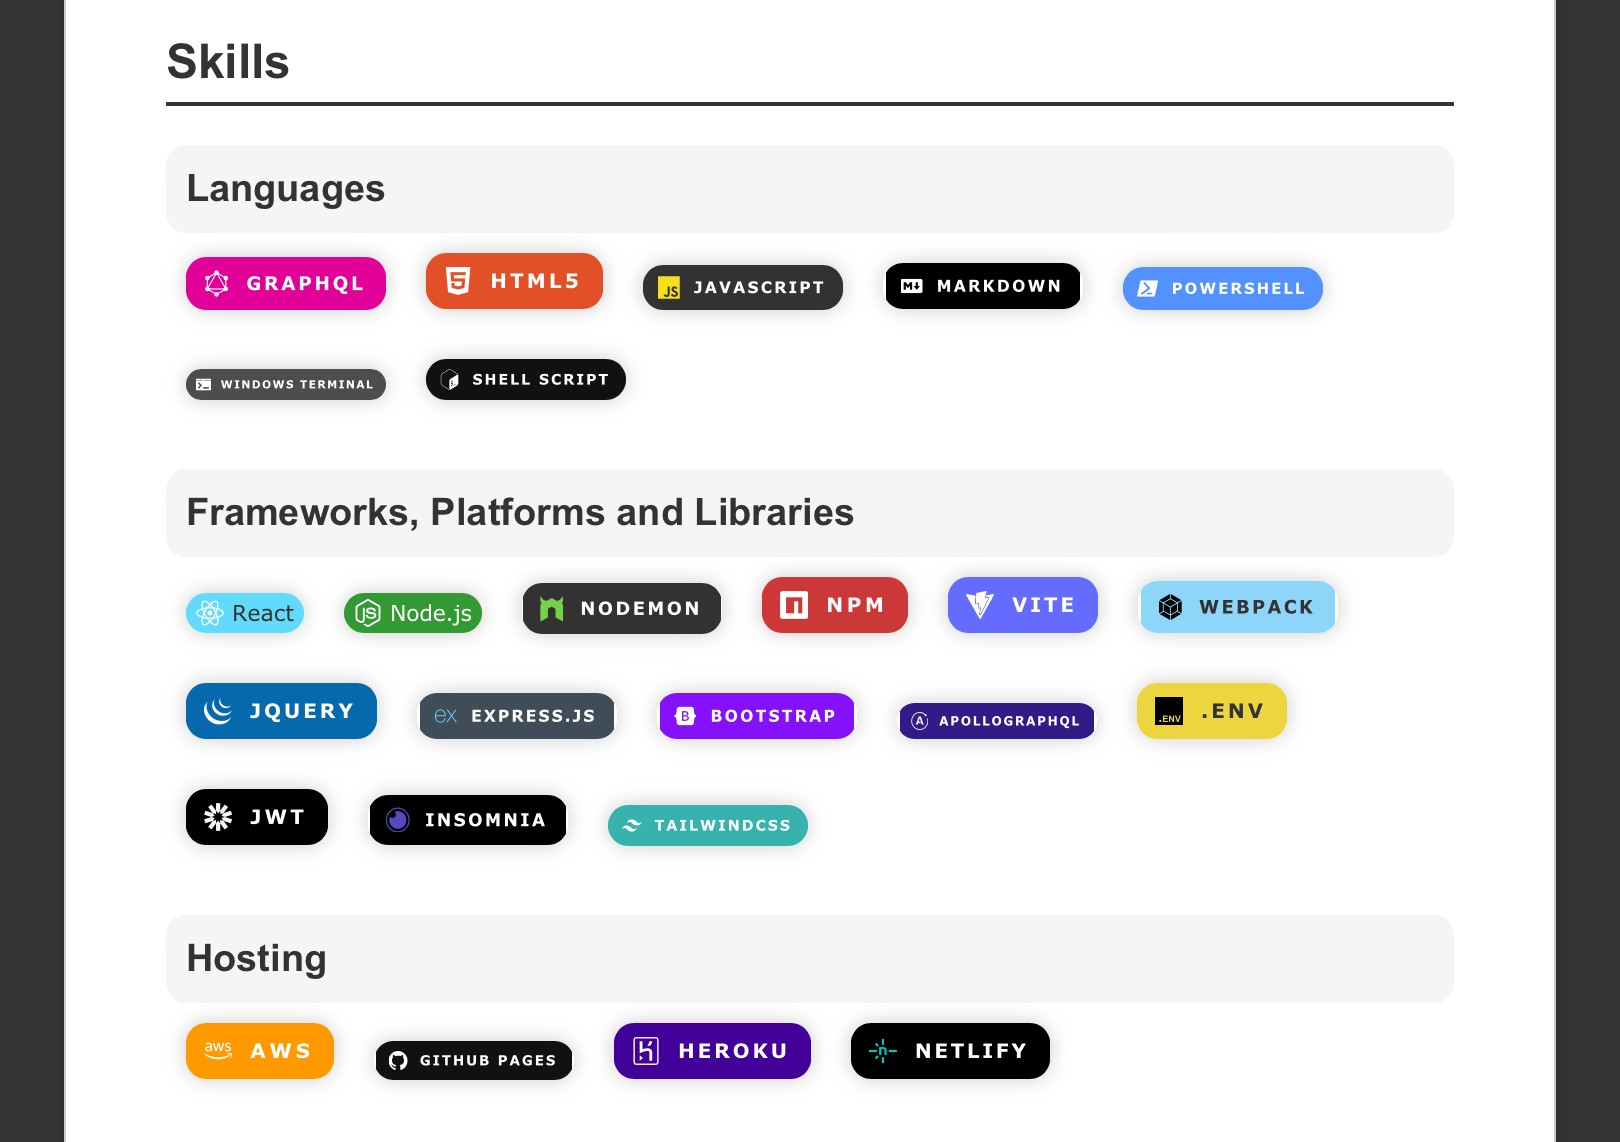 Skills
Languages
GRAPHQL HTML5 JS JAVASCRIPT M MARKDOWN POWERSHELL
WINDOWS TERMINAL SHELL SCRIPT
Frameworks, Platforms and Libraries
React JS Node.js NODEMON n NPM VITE WEBPACK
JQUERY ex EXPRESS.JS B BOOTSTRAP A APOLLOGRAPHQL .ENV .ENV
JWT INSOMNIA TAILWINDCSS
Hosting
aws AWS GITHUB PAGES HEROKU n NETLIFY